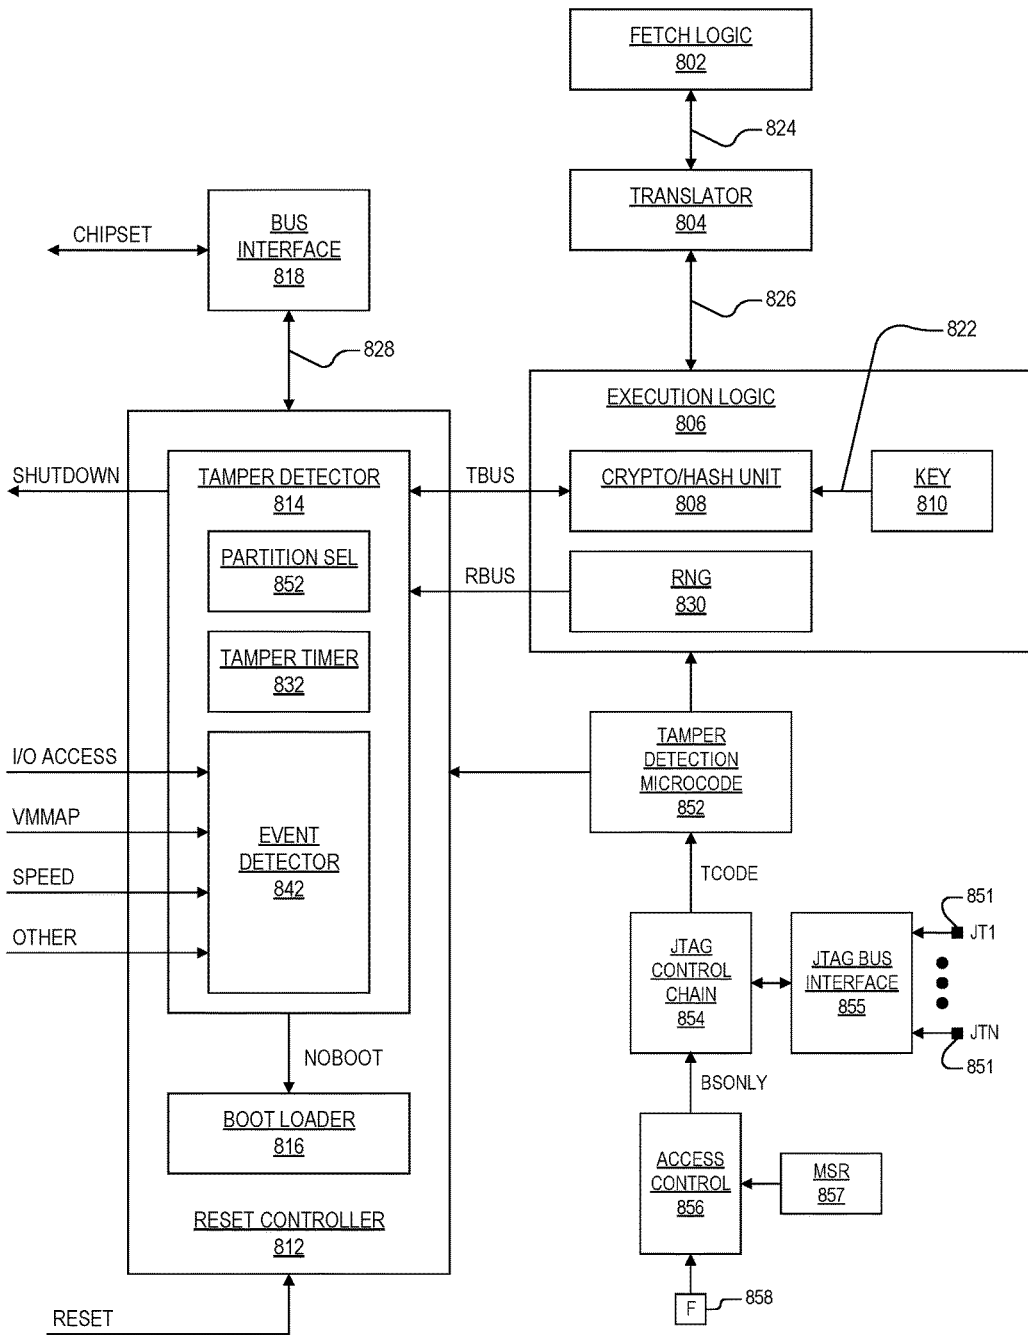 FETCH LOGIC
802
824
TRANSLATOR
804
BUS
INTERFACE
818
CHIPSET
826
828
822
EXECUTION LOGIC
806
SHUTDOWN
TAMPER DETECTOR
814
TBUS
CRYPTO/HASH UNIT
808
KEY
810
PARTITION SEL
852
RBUS
RNG
830
TAMPER TIMER
832
TAMPER
DETECTION
MICROCODE
852
I/O ACCESS
VMMAP
SPEED
OTHER
EVENT
DETECTOR
842
TCODE
851
JT1
JTAG
CONTROL
CHAIN
854
JTAG BUS
INTERFACE
855
JTN
851
NOBOOT
BSONLY
BOOT LOADER
816
ACCESS
CONTROL
856
MSR
857
RESET CONTROLLER
812
F
858
RESET